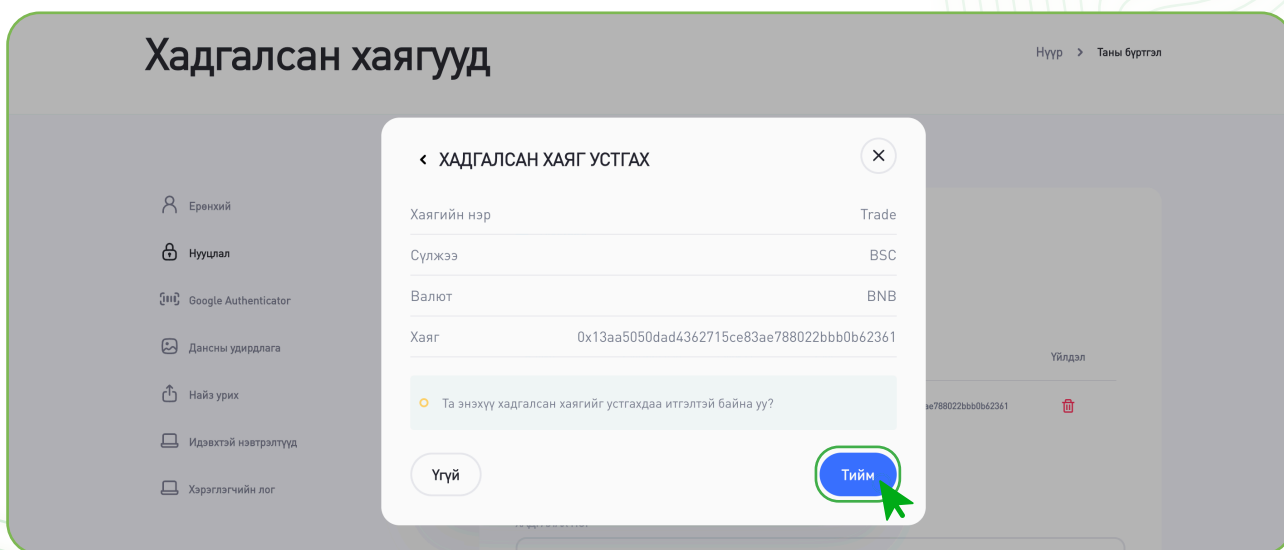 Хадгалсан хаягууд
Нүүр > Таны бүртгэл
ХАДГАЛСАН ХАЯГ УСТГАХ
Хаягийн нэр Trade
Сүлжээ BSC
Валют BNB
Хаяг 0x13aa5050dad4362715ce83ae788022bbb0b62361
Та энэхүү хадгалсан хаягийг устгахдаа итгэлтэй байна уу?
Үгүй Тийм
Ерөнхий
Нууцлал
Google Authenticator
Дансны удирдлага
Найз урих
Идэвхтэй нэвтрэлтүүд
Хэрэглэгчийн лог
Үйлдэл
ae788022bbb0b62361